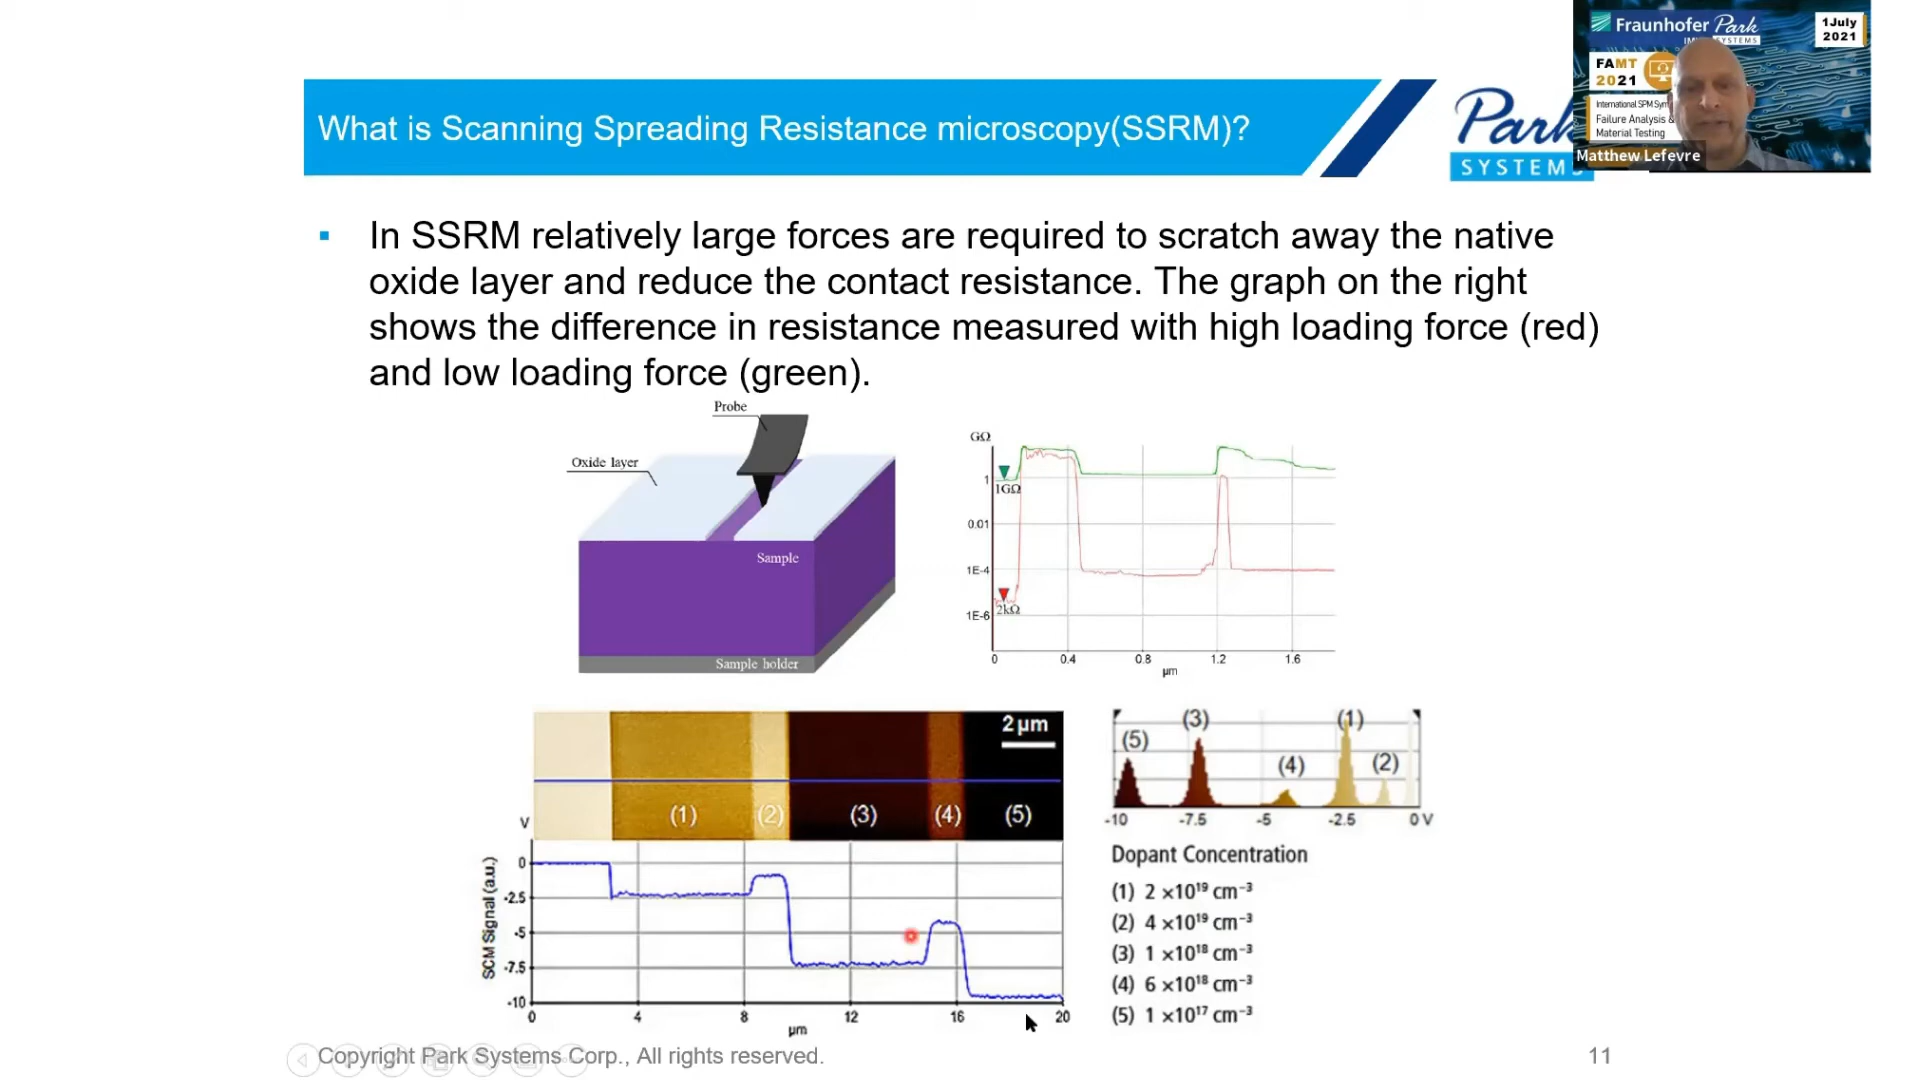 Fraunhofer Park
SYSTEMS
1July
2021
FAMT
2021
International SPM Sym
Failure Analysis &
Material Testing
Matthew Lefevre
What is Scanning Spreading Resistance microscopy(SSRM)?
Park
SYSTEMS
▪ In SSRM relatively large forces are required to scratch away the native
oxide layer and reduce the contact resistance. The graph on the right
shows the difference in resistance measured with high loading force (red)
and low loading force (green).
Probe
Oxide layer
Sample
Sample holder
GΩ
1
1GΩ
0.01
1E-4
2kΩ
1E-6
0 0.4 0.8 1.2 1.6
µm
2 µm
(1) (2) (3) (4) (5)
V
SCM Signal (a.u.)
0
-2.5
-5
-7.5
-10
0 4 8 12 16 20
µm
(5) (3) (4) (1) (2)
-10 -7.5 -5 -2.5 0 V
Dopant Concentration
(1) 2 ×10¹⁹ cm⁻³
(2) 4 ×10¹⁹ cm⁻³
(3) 1 ×10¹⁸ cm⁻³
(4) 6 ×10¹⁸ cm⁻³
(5) 1 ×10¹⁷ cm⁻³
Copyright Park Systems Corp., All rights reserved.
11